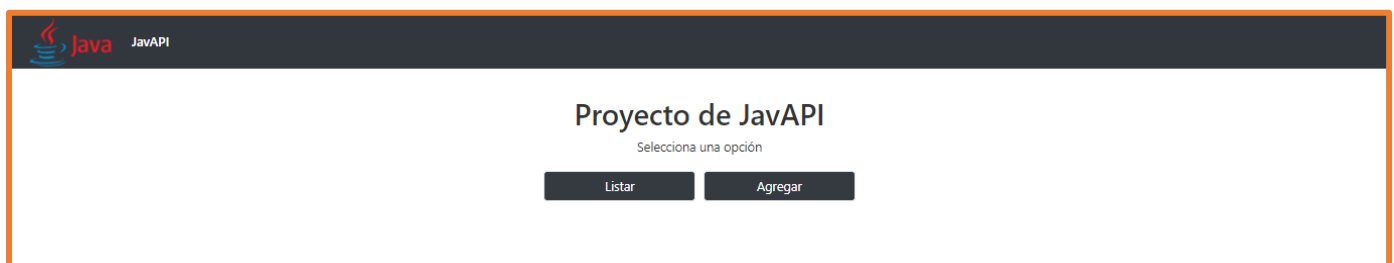 Java JavAPI
Proyecto de JavAPI
Selecciona una opción
Listar Agregar